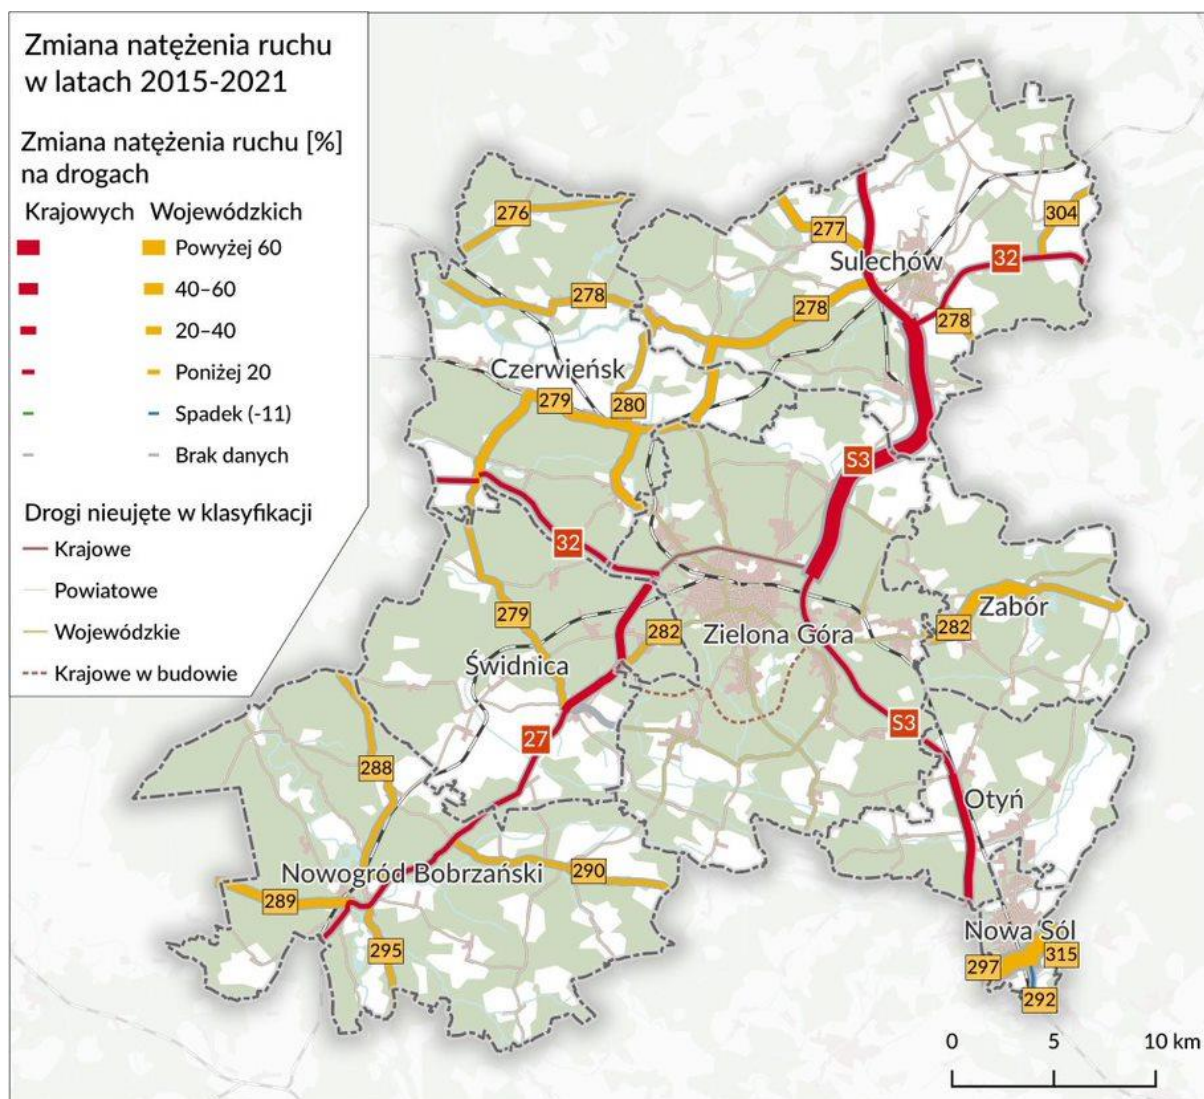 Zmiana natężenia ruchu
w latach 2015-2021
Zmiana natężenia ruchu [%]
na drogach
Krajowych Wojewódzkich
Powyżej 60
40–60
20–40
Poniżej 20
Spadek (-11)
Brak danych
Drogi nieujęte w klasyfikacji
Krajowe
Powiatowe
Wojewódzkie
Krajowe w budowie
276
277
304
Sulechów
32
278
278
278
Czerwieńsk
279
280
S3
32
279
282
Zielona Góra
282
Zabór
Świdnica
27
S3
288
Otyń
Nowogród Bobrzański
290
289
295
Nowa Sól
297
315
292
0 5 10 km